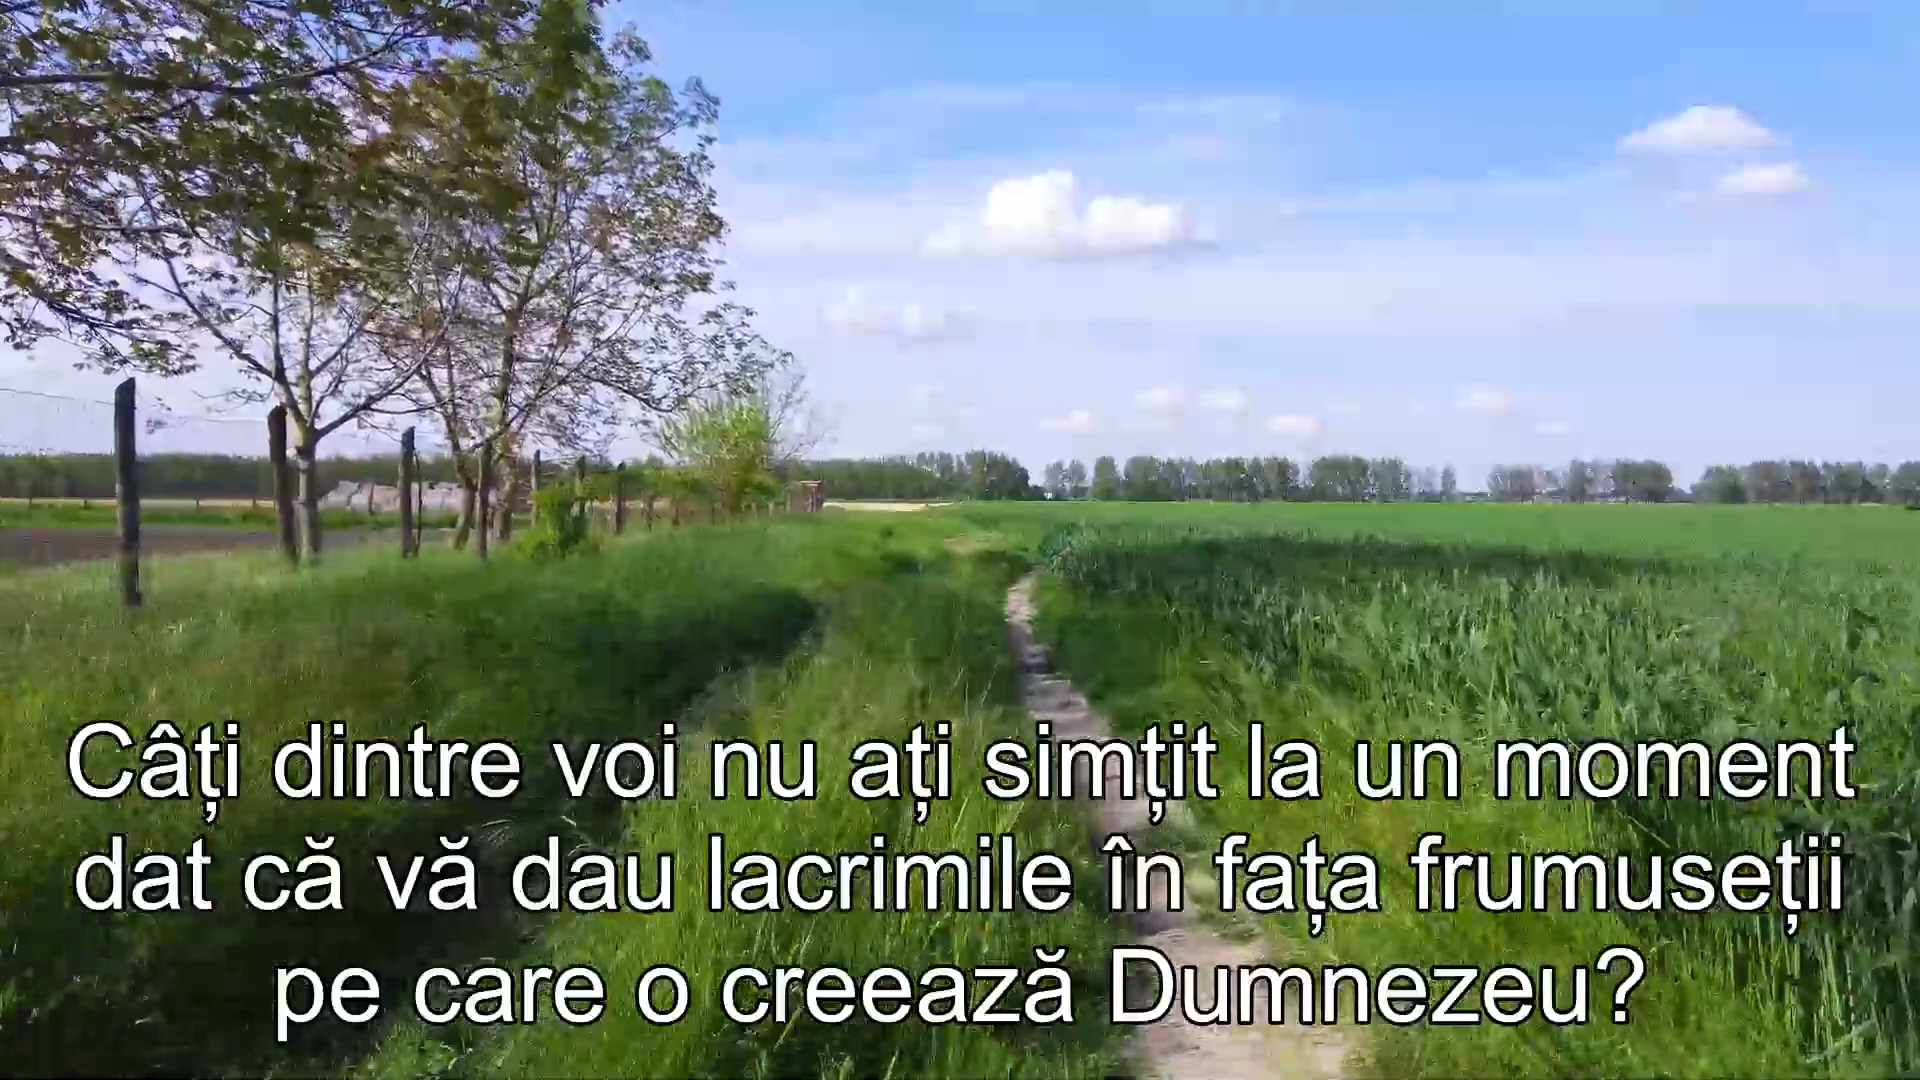 Câți dintre voi nu ați simțit la un moment
dat că vă dau lacrimile în fața frumuseții
pe care o creează Dumnezeu?